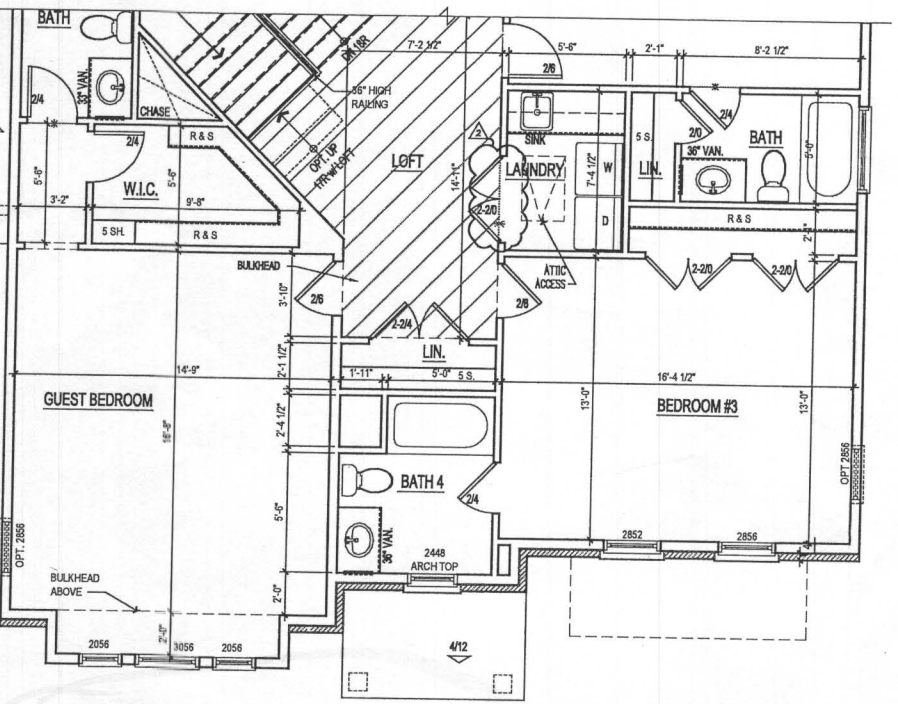 BATH
7'-2 1/2"
DN 18R
5'-6"
2'-1"
8'-2 1/2"
2/6
2/4
33" VAN.
CHASE
36" HIGH
RAILING
2/4
R & S
OPT. UP
17R w/LOFT
LOFT
2
SINK
LAUNDRY
7'-4 1/2"
W
D
5 S.
LIN.
2/0
2/4
BATH
36" VAN.
5'-0"
5'-6"
3'-2"
W.I.C.
5'-6"
9'-8"
5 SH.
R & S
14'-11"
2-2/0
ATTIC
ACCESS
R & S
2'-1"
2-2/0
2-2/0
BULKHEAD
3'-10"
2/6
2/6
2-2/4
LIN.
14'-9"
2'-1 1/2"
1'-11"
5'-0"
5 S.
16'-4 1/2"
GUEST BEDROOM
BEDROOM #3
13'-0"
13'-0"
2'-4 1/2"
BATH 4
2/4
OPT 2856
5'-6"
36" VAN.
OPT. 2856
2448
ARCH TOP
2852
2856
BULKHEAD
ABOVE
2'-0"
2'-0"
2056
3056
2056
4/12